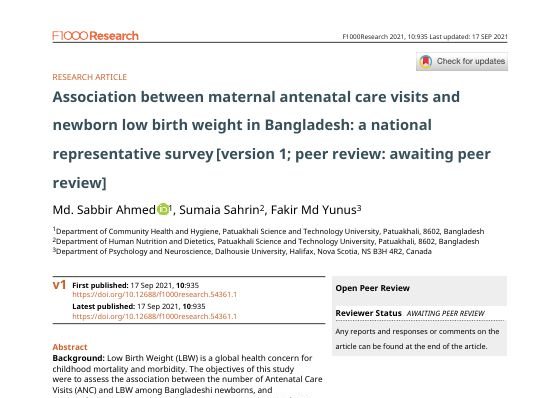 F1000Research
F1000Research 2021, 10:935 Last updated: 17 SEP 2021
Check for updates
RESEARCH ARTICLE
Association between maternal antenatal care visits and
newborn low birth weight in Bangladesh: a national
representative survey [version 1; peer review: awaiting peer
review]
Md. Sabbir Ahmed iD 1, Sumaia Sahrin2, Fakir Md Yunus3
1Department of Community Health and Hygiene, Patuakhali Science and Technology University, Patuakhali, 8602, Bangladesh
2Department of Human Nutrition and Dietetics, Patuakhali Science and Technology University, Patuakhali, 8602, Bangladesh
3Department of Psychology and Neuroscience, Dalhousie University, Halifax, Nova Scotia, NS B3H 4R2, Canada
v1 First published: 17 Sep 2021, 10:935
https://doi.org/10.12688/f1000research.54361.1
Latest published: 17 Sep 2021, 10:935
https://doi.org/10.12688/f1000research.54361.1
Open Peer Review
Reviewer Status AWAITING PEER REVIEW
Any reports and responses or comments on the
article can be found at the end of the article.
Abstract
Background: Low Birth Weight (LBW) is a global health concern for
childhood mortality and morbidity. The objectives of this study
were to assess the association between the number of Antenatal Care
Visits (ANC) and LBW among Bangladeshi newborns, and